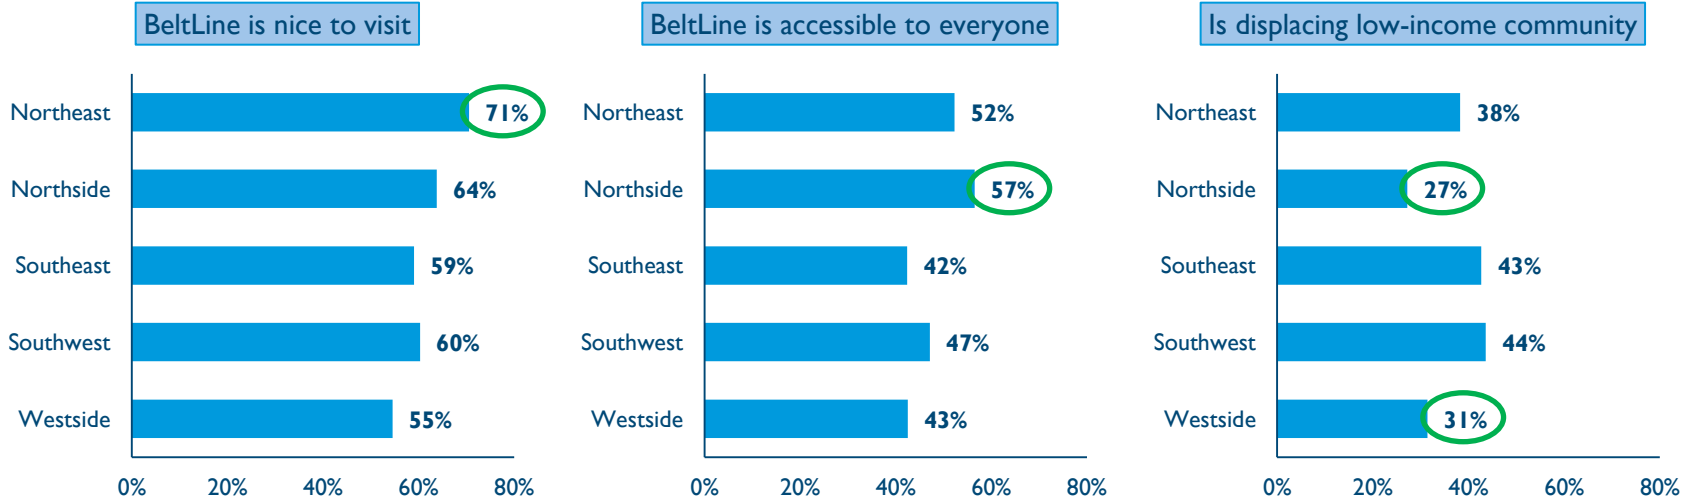 BeltLine is nice to visit
Northeast 71%
Northside 64%
Southeast 59%
Southwest 60%
Westside 55%
0% 20% 40% 60% 80%
BeltLine is accessible to everyone
Northeast 52%
Northside 57%
Southeast 42%
Southwest 47%
Westside 43%
0% 20% 40% 60% 80%
Is displacing low-income community
Northeast 38%
Northside 27%
Southeast 43%
Southwest 44%
Westside 31%
0% 20% 40% 60% 80%